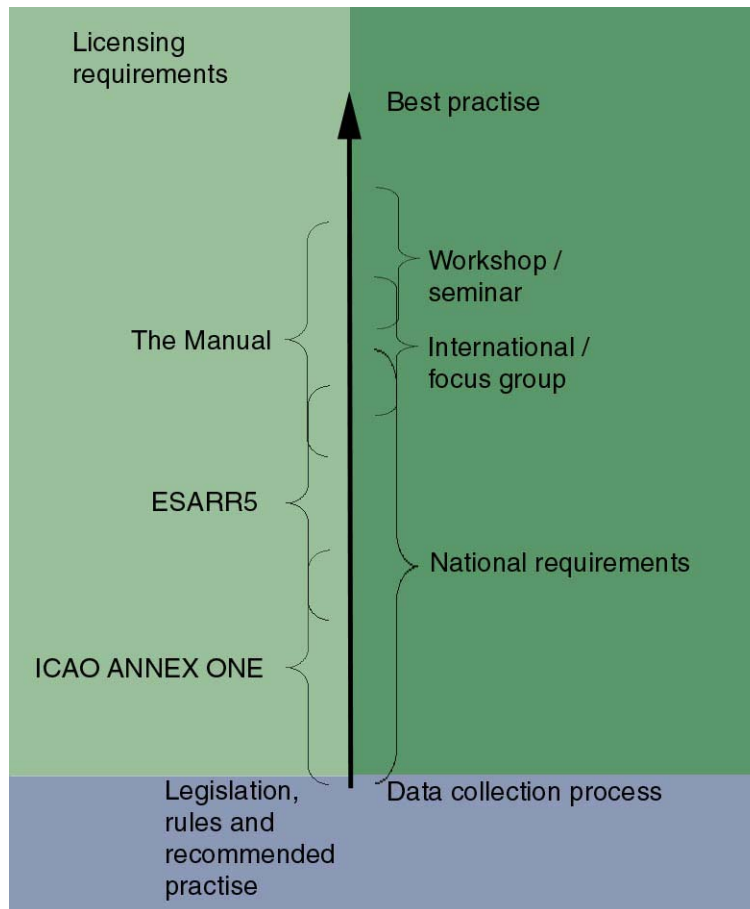 Licensing
requirements
Best practise
Workshop /
seminar
The Manual
International /
focus group
ESARR5
National requirements
ICAO ANNEX ONE
Legislation,
rules and
recommended
practise
Data collection process